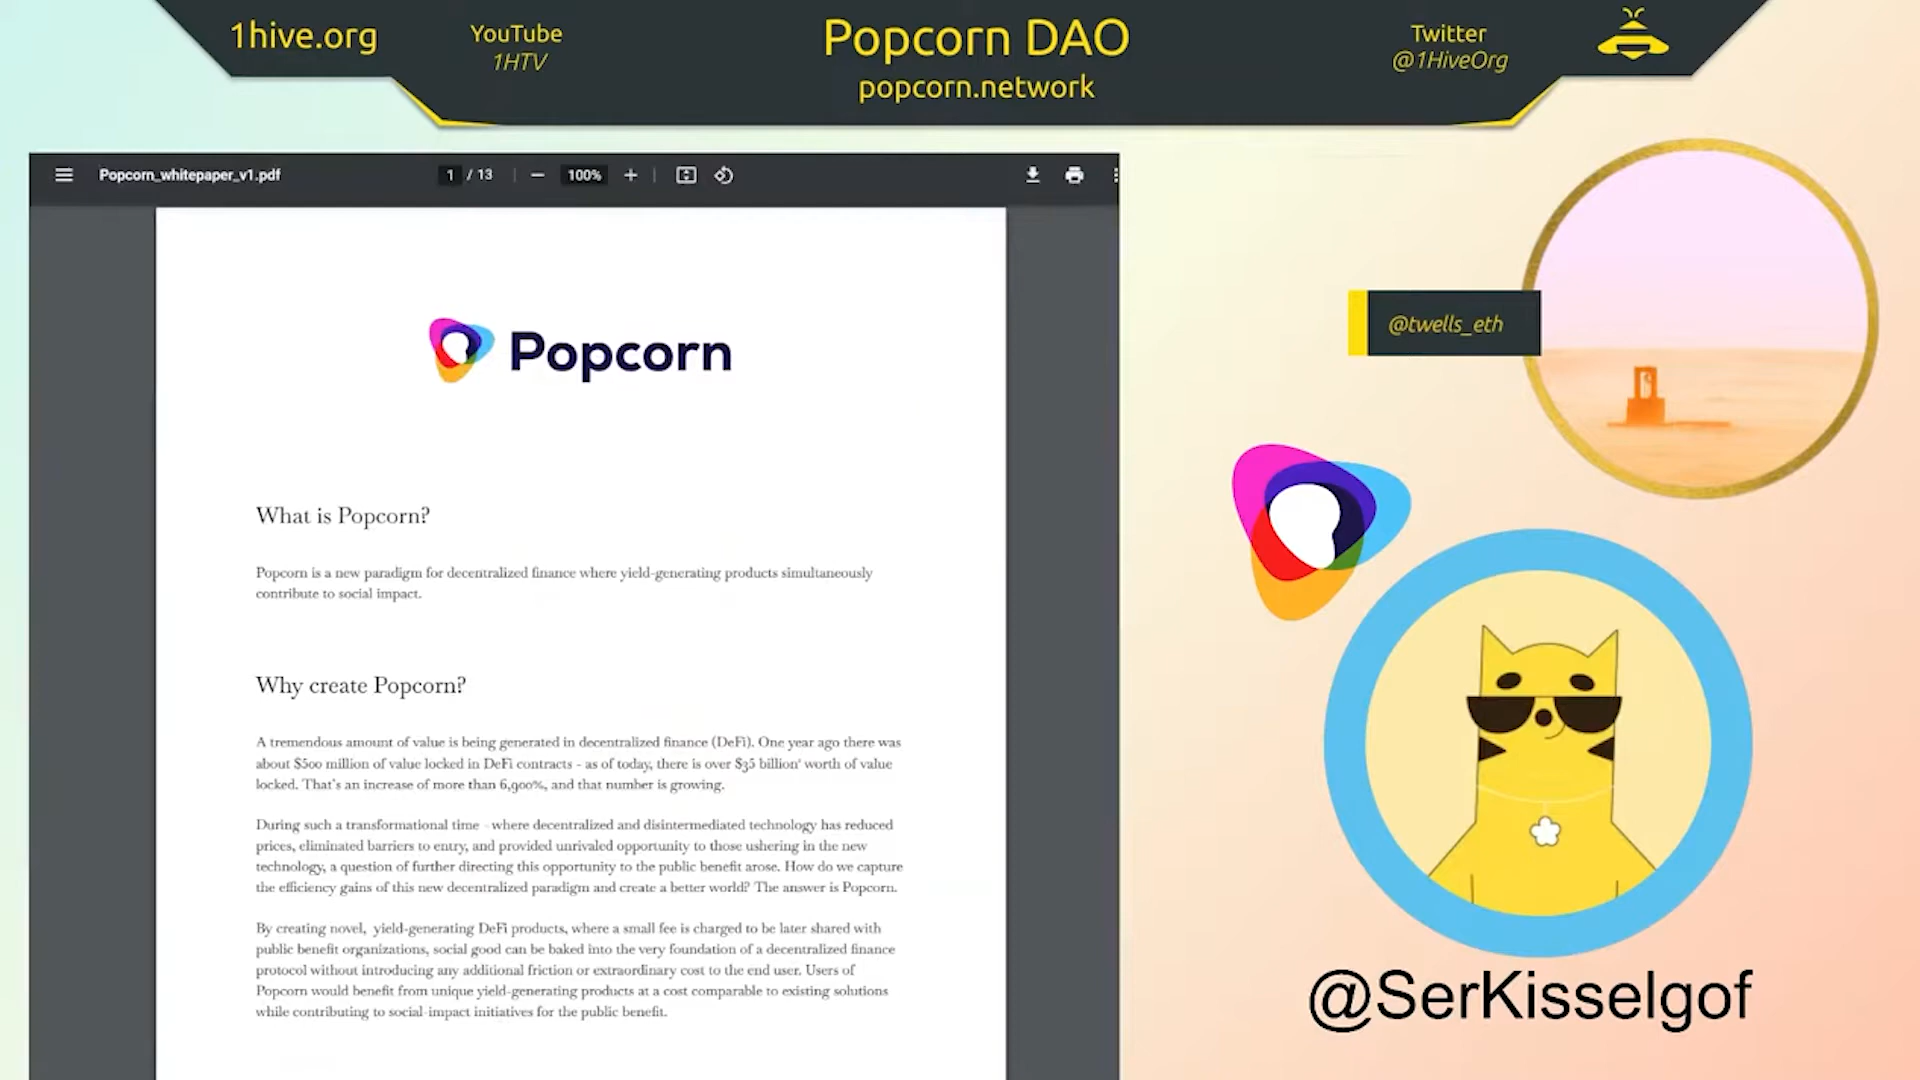 1hive.org
YouTube
1HTV
Popcorn DAO
popcorn.network
Twitter
@1HiveOrg
Popcorn_whitepaper_v1.pdf
1 / 13
100%
Popcorn
What is Popcorn?
Popcorn is a new paradigm for decentralized finance where yield-generating products simultaneously
contribute to social impact.
Why create Popcorn?
A tremendous amount of value is being generated in decentralized finance (DeFi). One year ago there was
about $500 million of value locked in DeFi contracts - as of today, there is over $35 billion¹ worth of value
locked. That's an increase of more than 6,900%, and that number is growing.
During such a transformational time - where decentralized and disintermediated technology has reduced
prices, eliminated barriers to entry, and provided unrivaled opportunity to those ushering in the new
technology, a question of further directing this opportunity to the public benefit arose. How do we capture
the efficiency gains of this new decentralized paradigm and create a better world? The answer is Popcorn.
By creating novel,  yield-generating DeFi products, where a small fee is charged to be later shared with
public benefit organizations, social good can be baked into the very foundation of a decentralized finance
protocol without introducing any additional friction or extraordinary cost to the end user. Users of
Popcorn would benefit from unique yield-generating products at a cost comparable to existing solutions
while contributing to social-impact initiatives for the public benefit.
@twells_eth
@SerKisselgof